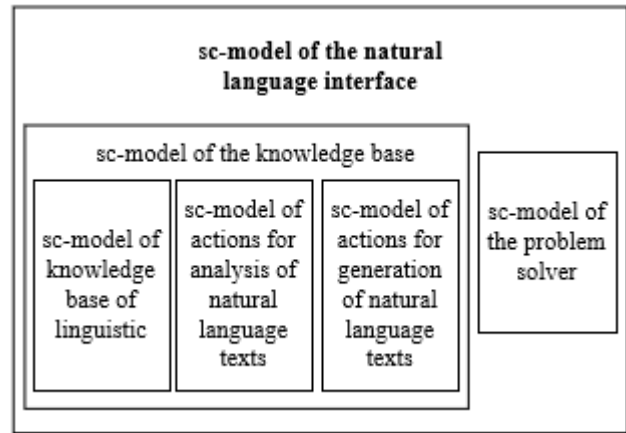 sc-model of the natural
language interface
sc-model of the knowledge base
sc-model of
knowledge
base of
linguistic
sc-model of
actions for
analysis of
natural
language
texts
sc-model of
actions for
generation
of natural
language
texts
sc-model of
the problem
solver